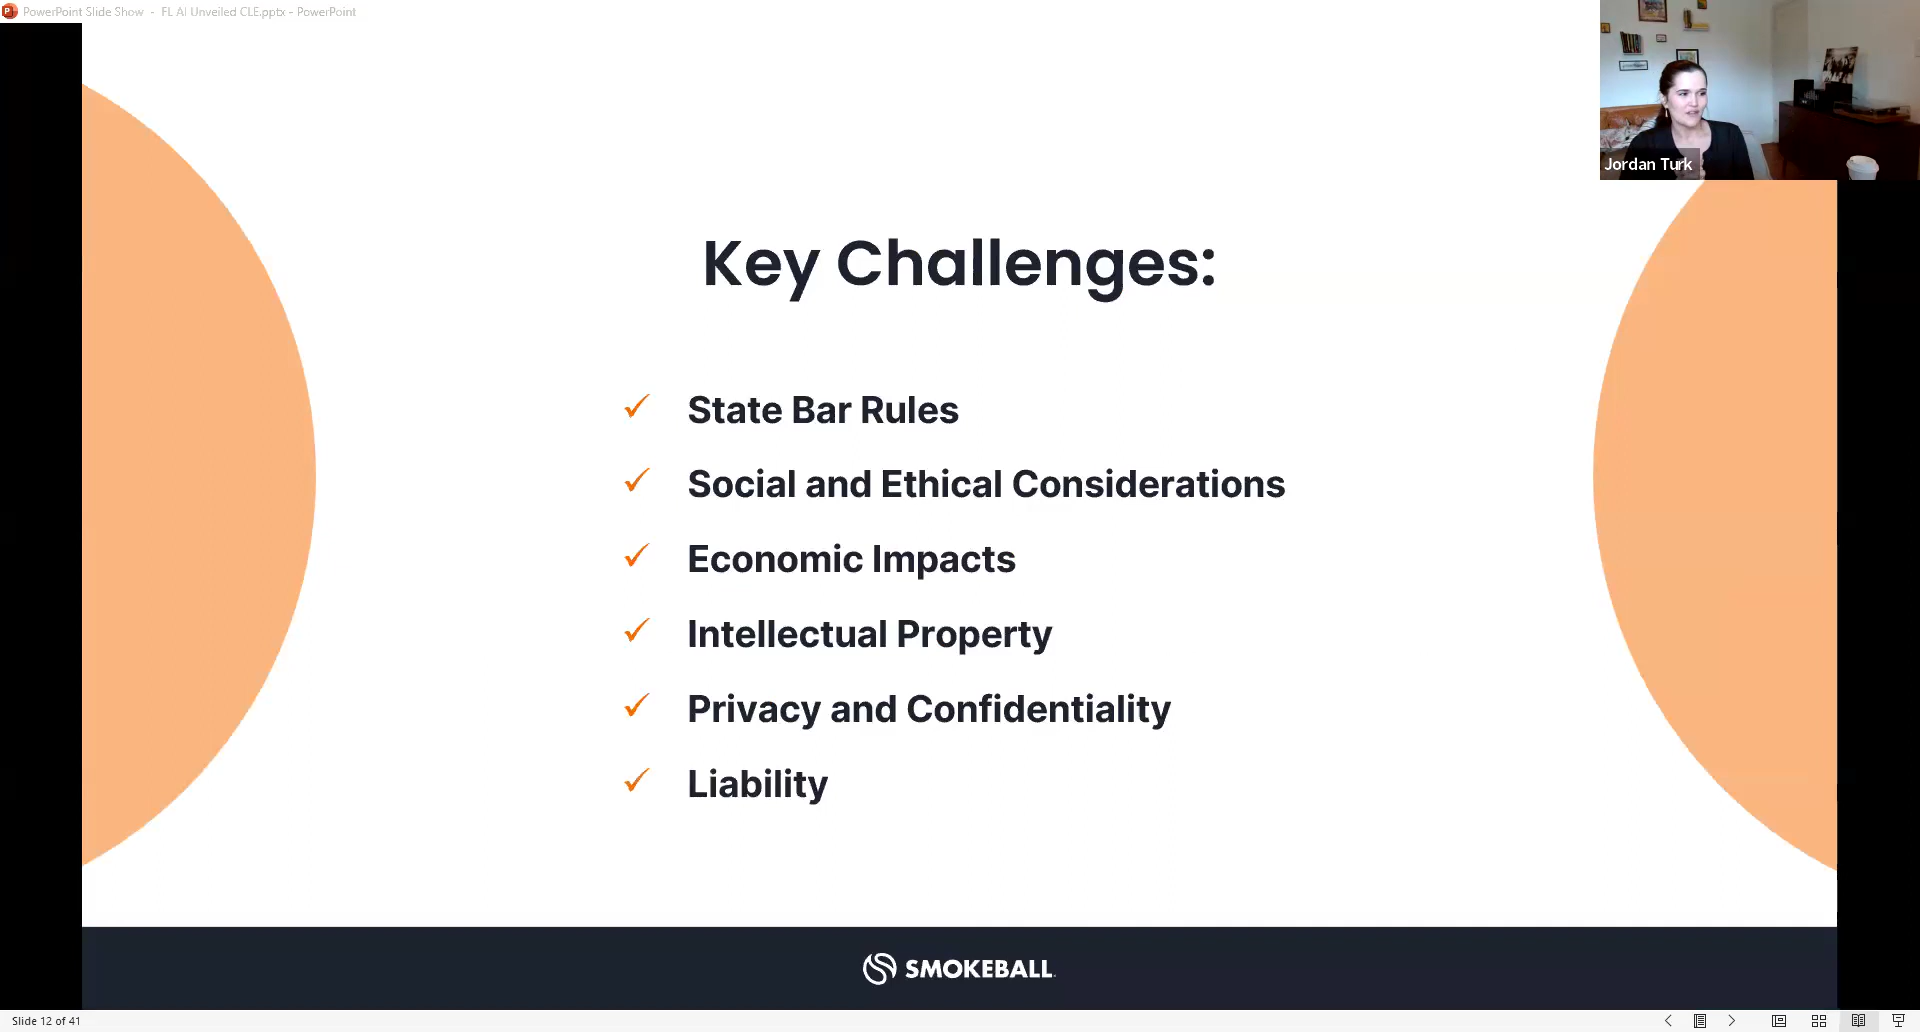 PowerPoint Slide Show - FL AI Unveiled CLE.pptx - PowerPoint
Jordan Turk
Key Challenges:
✓ State Bar Rules
✓ Social and Ethical Considerations
✓ Economic Impacts
✓ Intellectual Property
✓ Privacy and Confidentiality
✓ Liability
SMOKEBALL
Slide 12 of 41